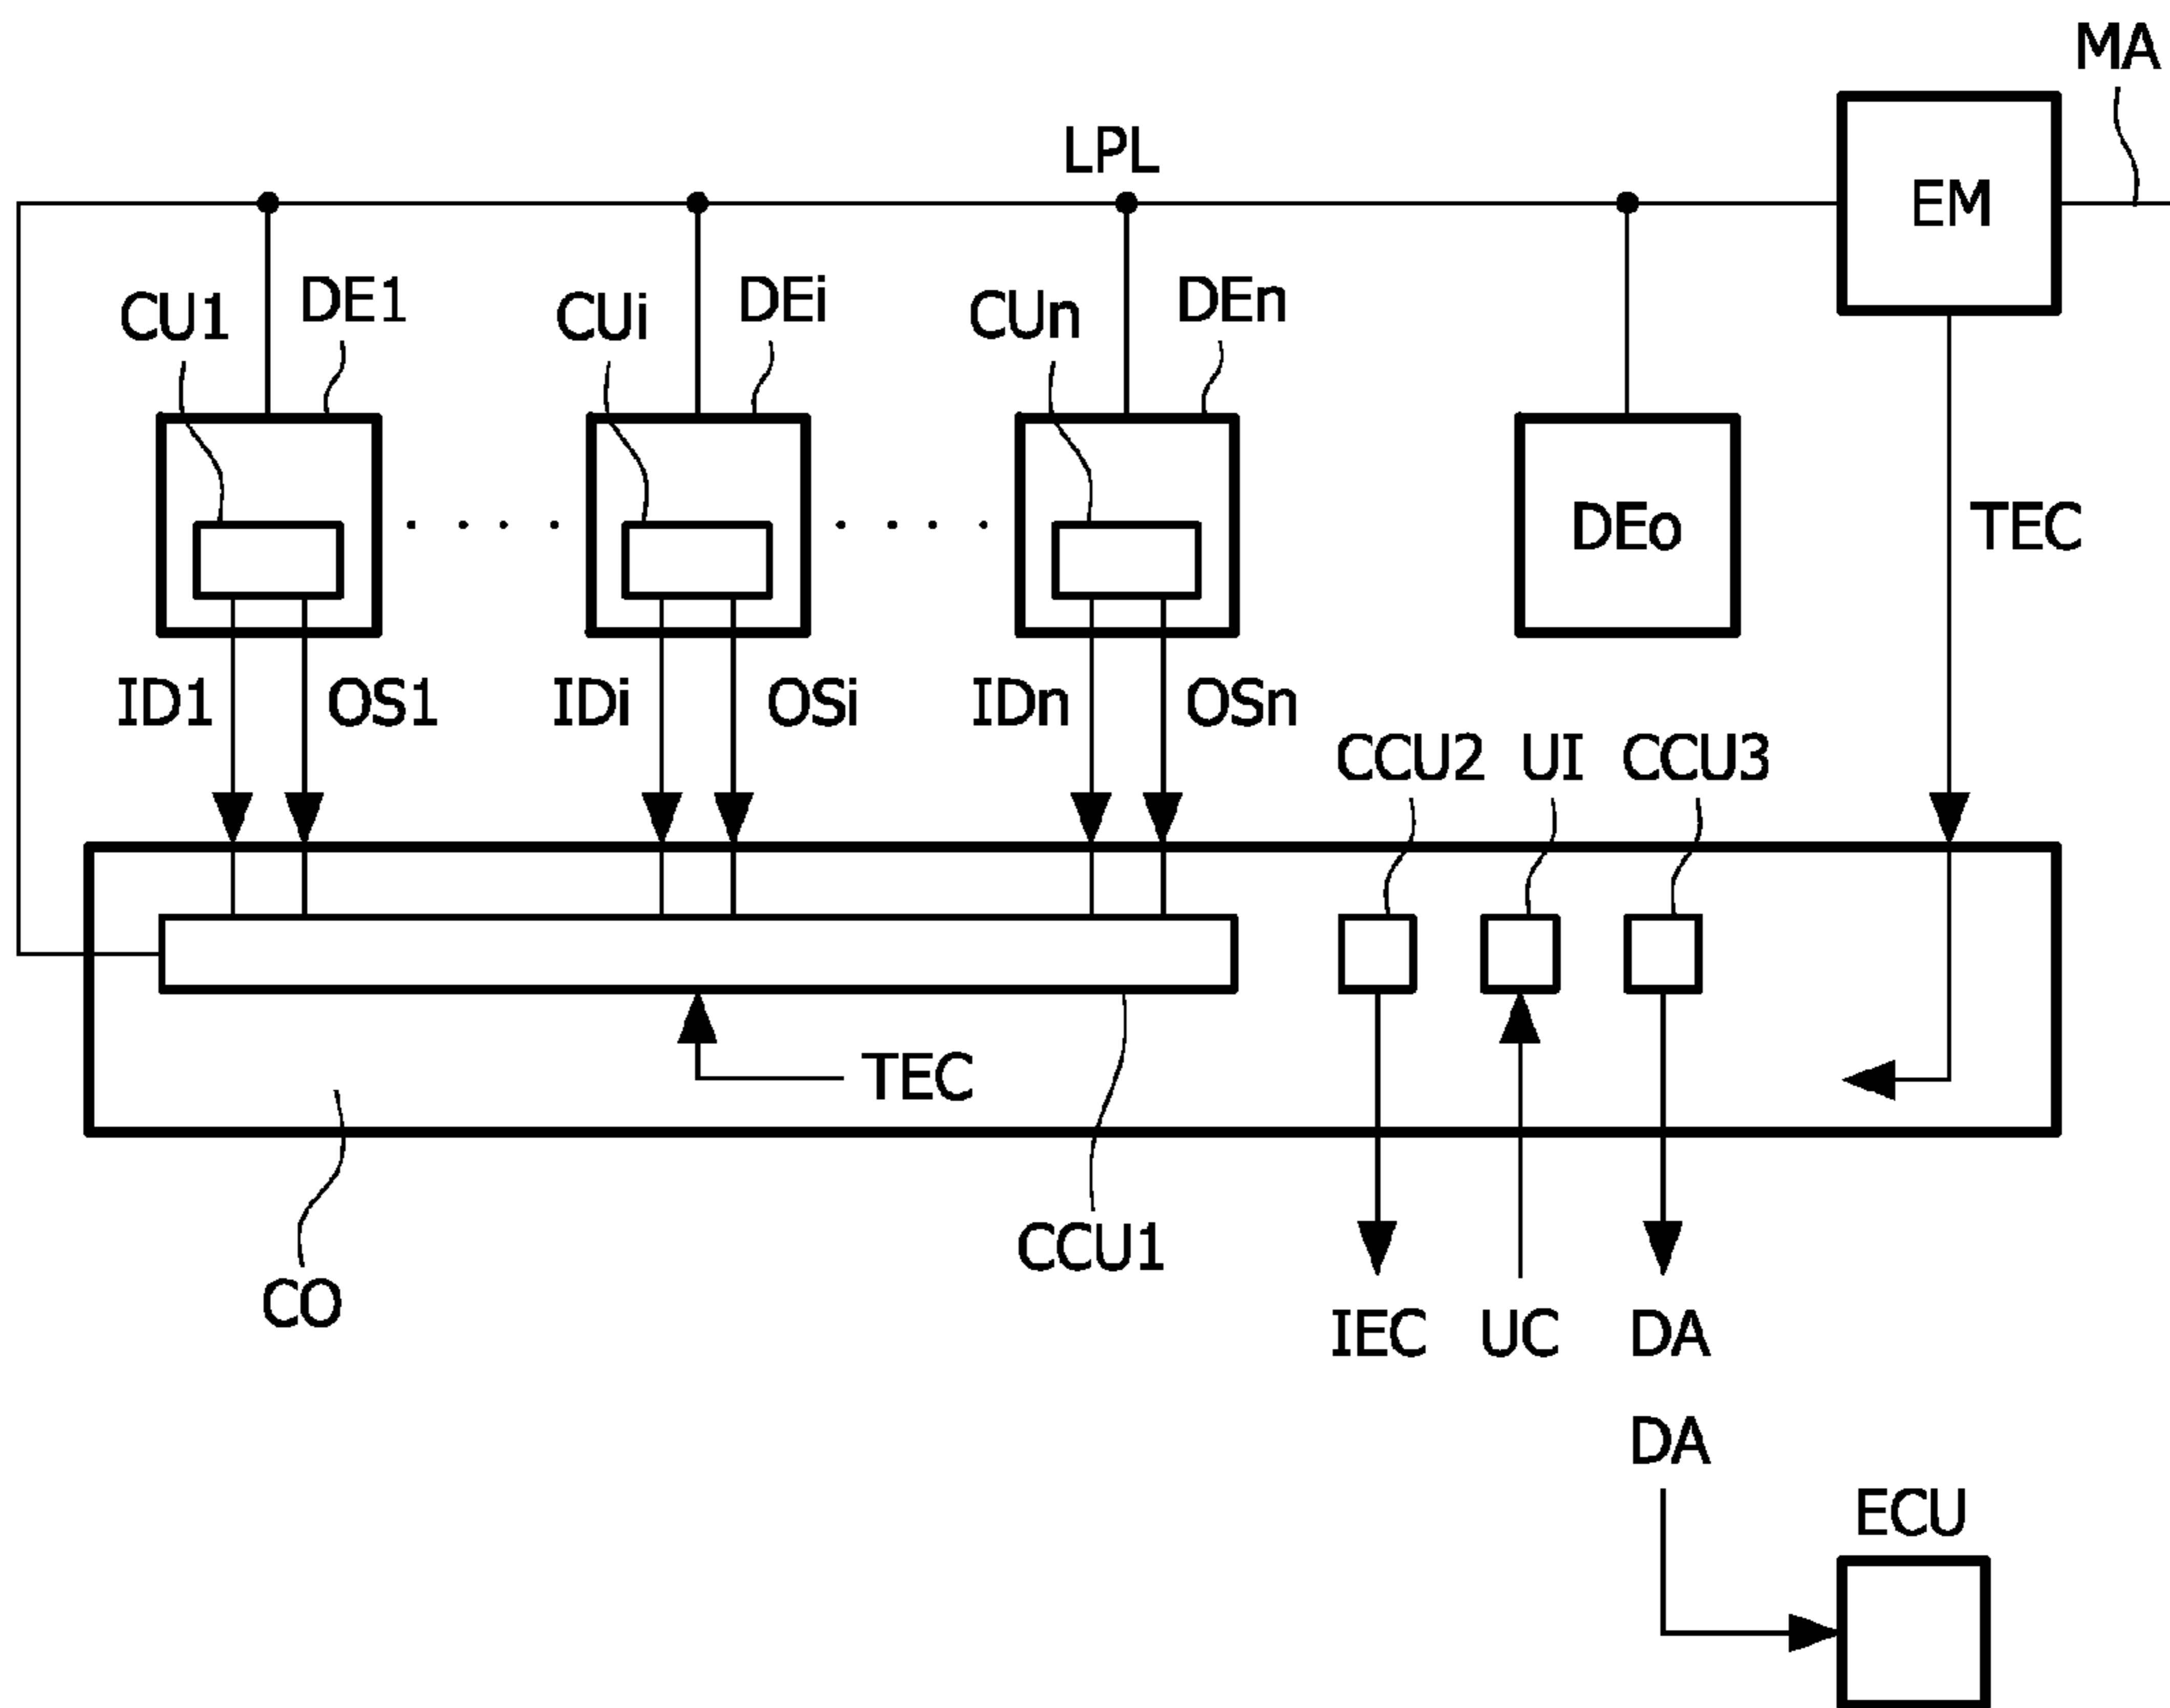 MA
LPL
EM
CU1
DE1
CUi
DEi
CUn
DEn
DEo
TEC
ID1
OS1
IDi
OSi
IDn
OSn
CCU2
UI
CCU3
TEC
CCU1
CO
IEC
UC
DA
DA
ECU